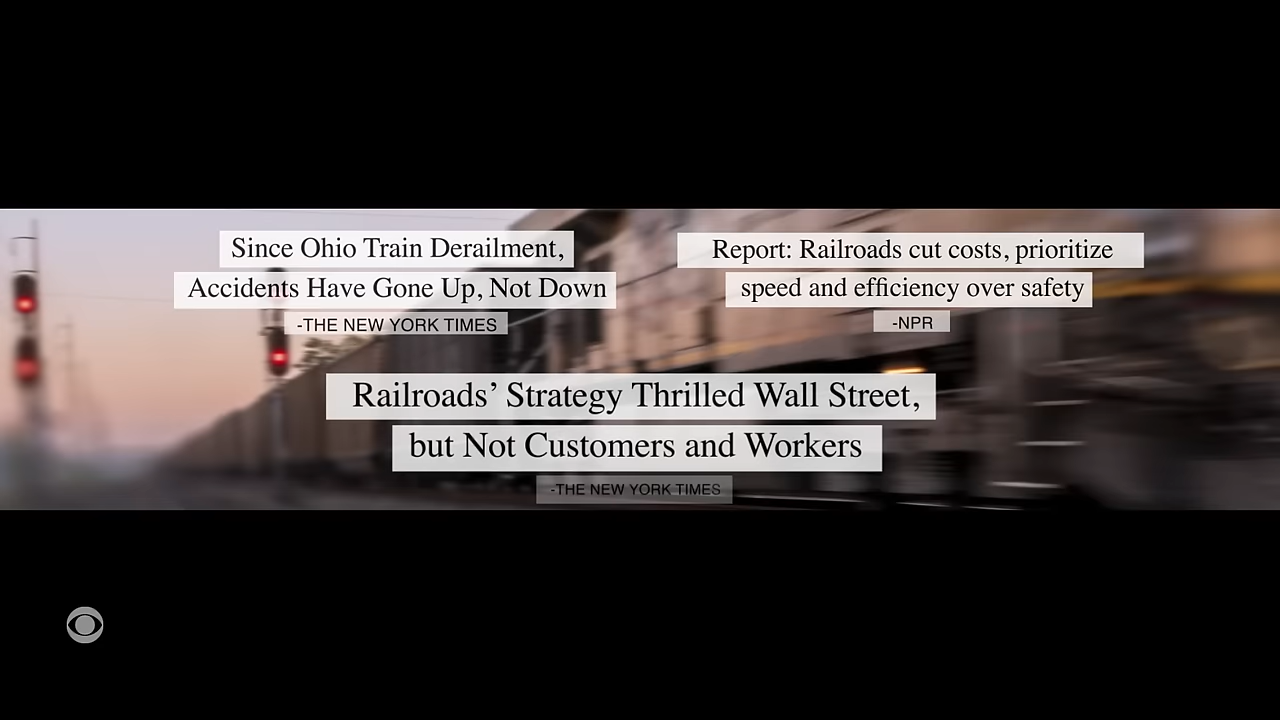 Since Ohio Train Derailment,
Accidents Have Gone Up, Not Down
-THE NEW YORK TIMES
Report: Railroads cut costs, prioritize
speed and efficiency over safety
-NPR
Railroads’ Strategy Thrilled Wall Street,
but Not Customers and Workers
-THE NEW YORK TIMES